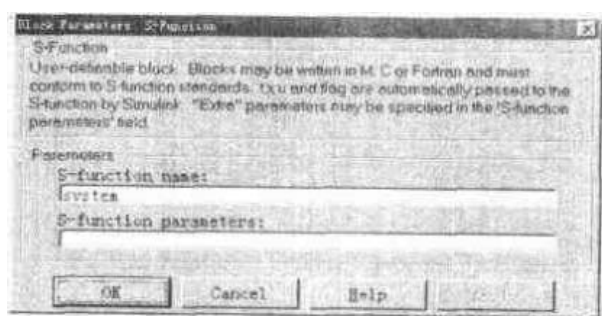 Block Parameters: S-Function
S-Function
User-definable block. Blocks may be written in M, C or Fortran and must
conform to S-function standards. t,x,u and flag are automatically passed to the
S-function by Simulink. "Extra" parameters may be specified in the 'S-function
parameters' field.
Parameters
S-function name:
system
S-function parameters:
OK
Cancel
Help